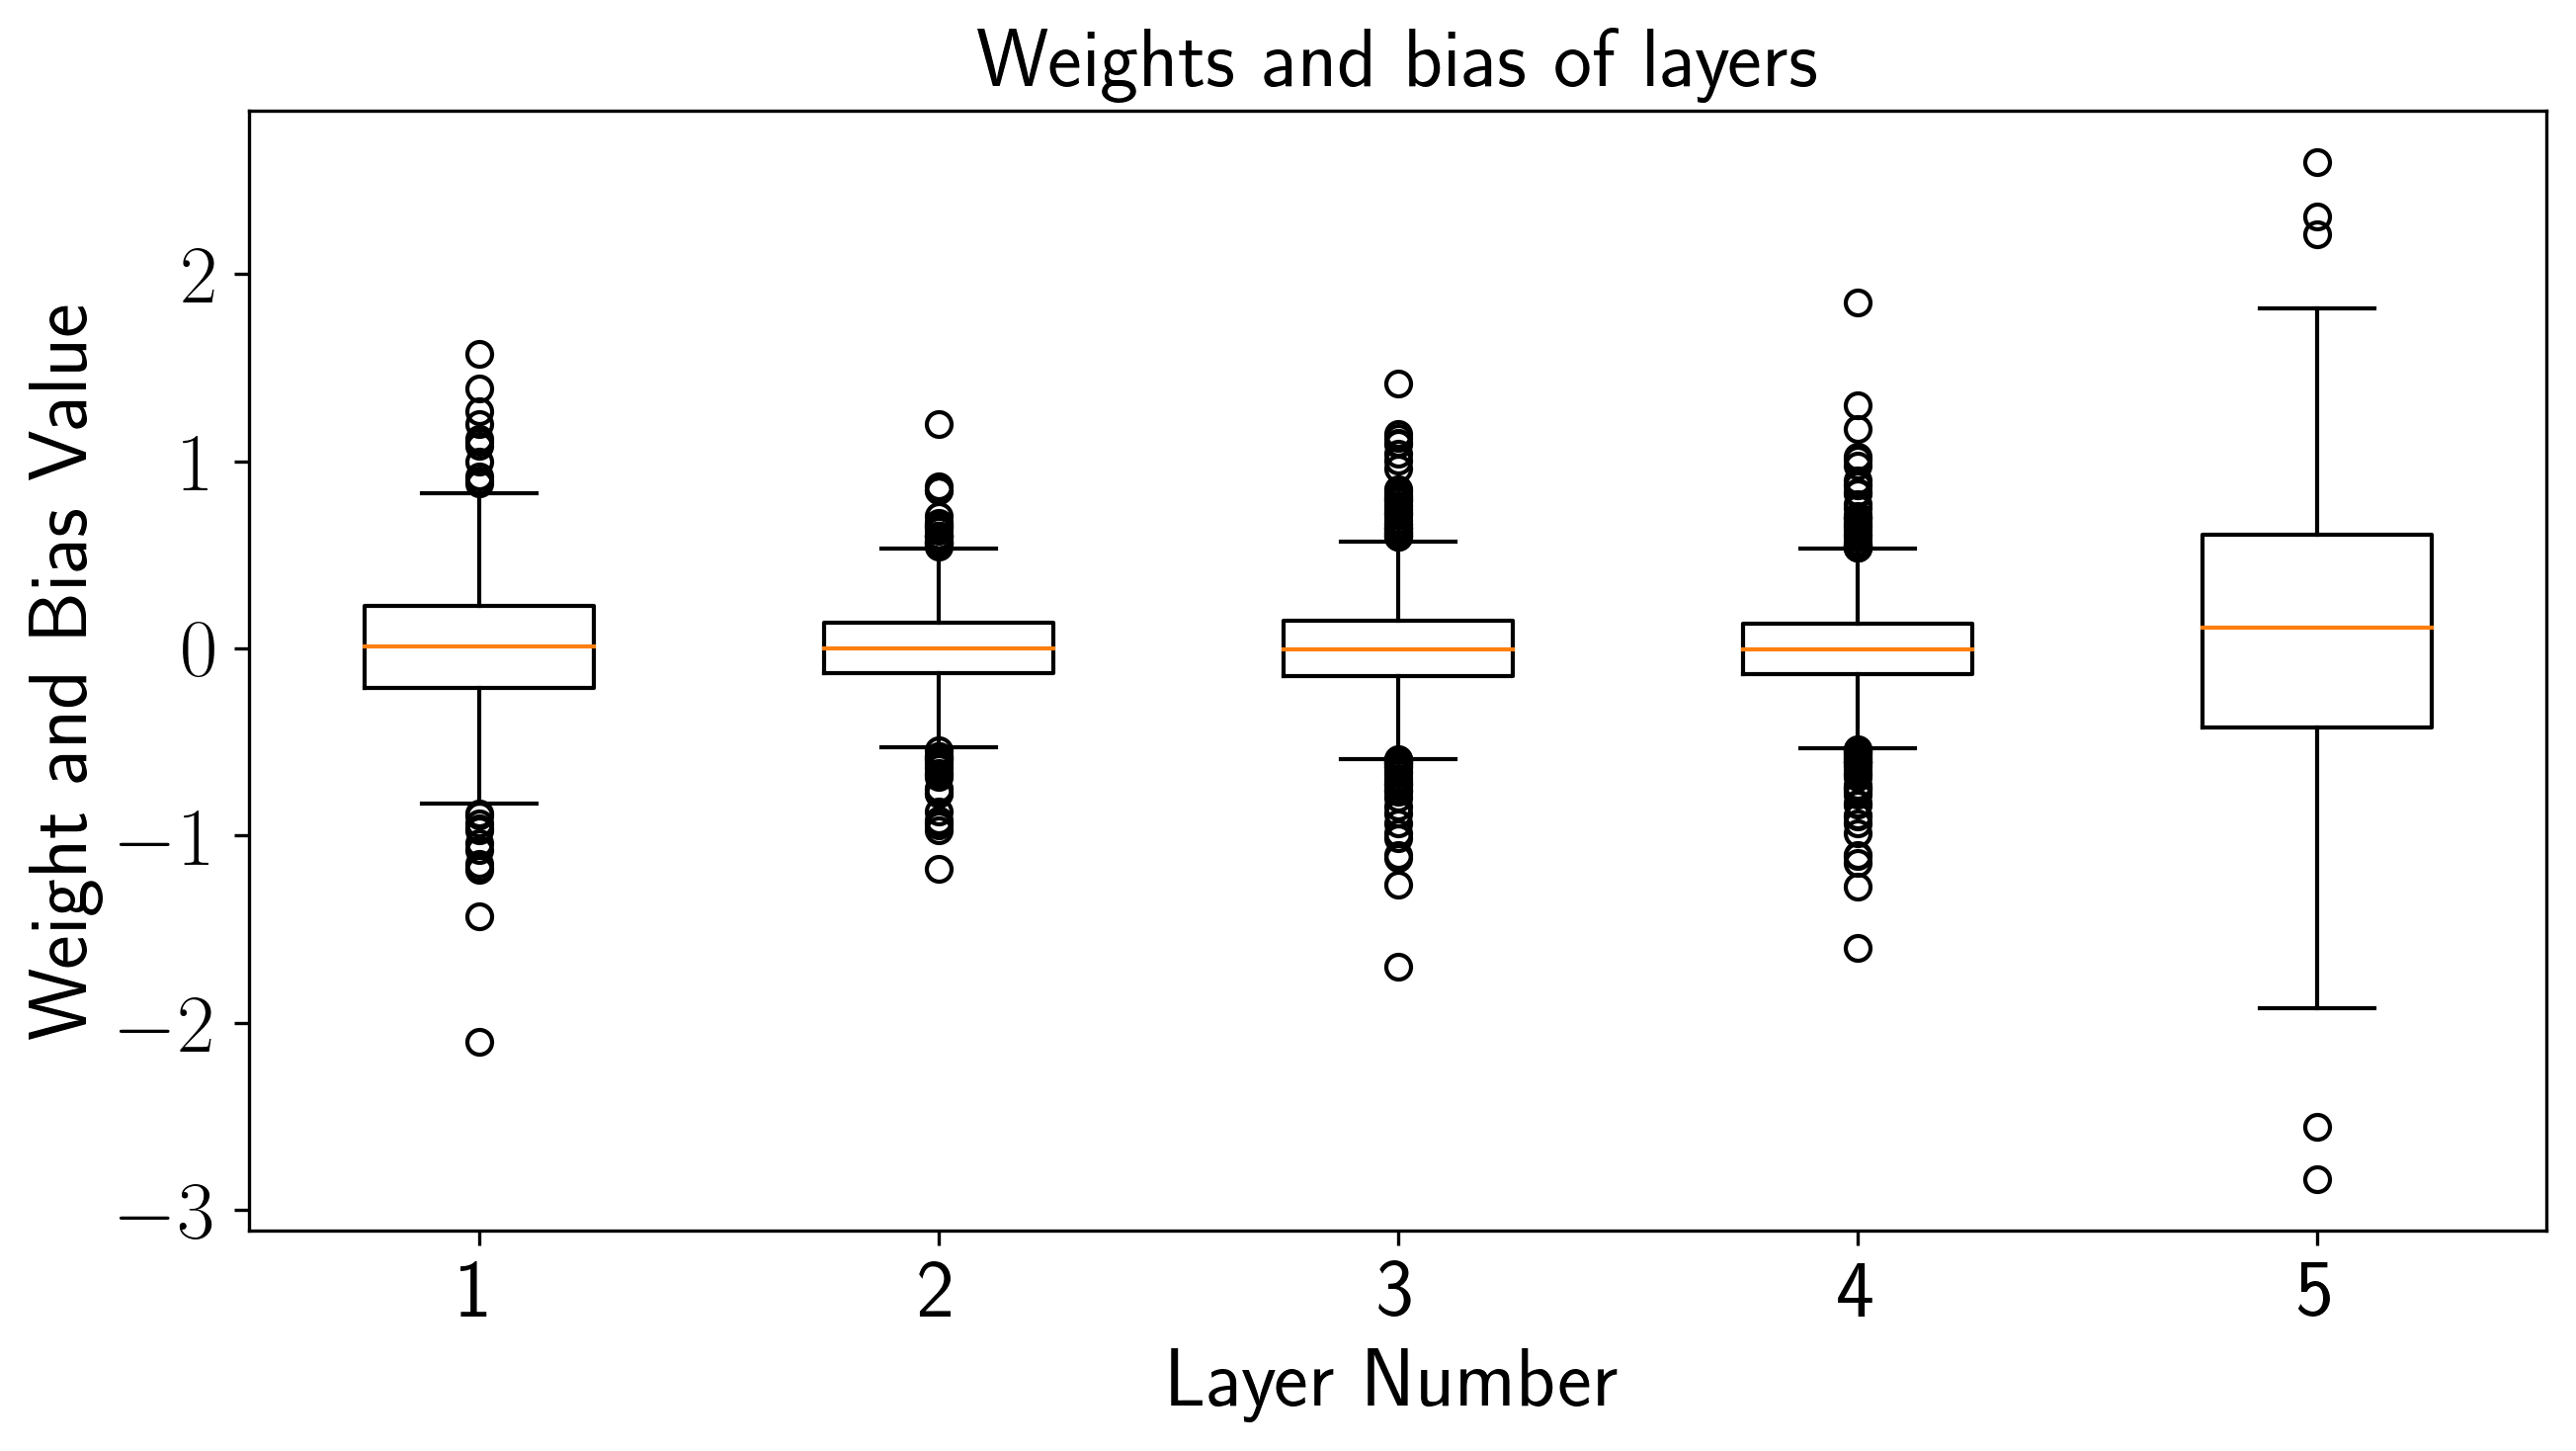 Weights and bias of layers
Weight and Bias Value
2
1
0
−1
−2
−3
1 2 3 4 5
Layer Number